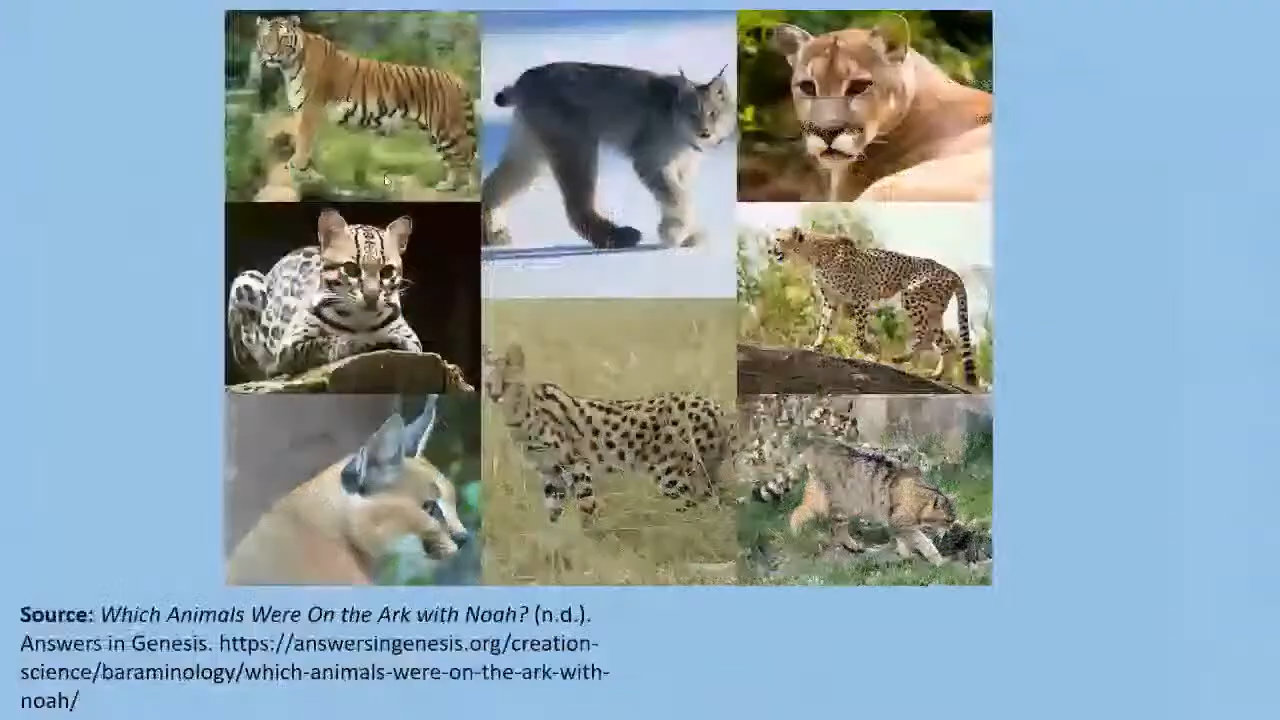 Source: Which Animals Were On the Ark with Noah? (n.d.).
Answers in Genesis. https://answersingenesis.org/creation-
science/baraminology/which-animals-were-on-the-ark-with-
noah/